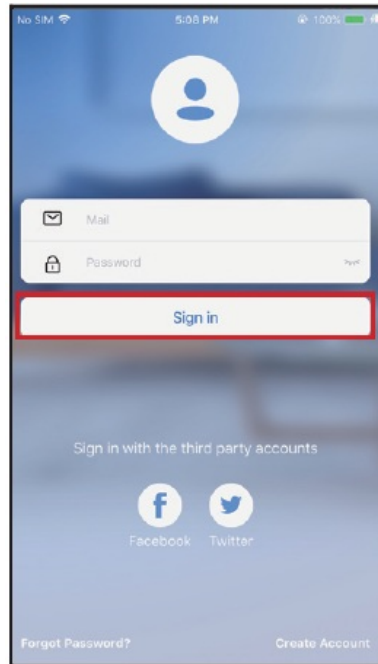 No SIM 5:08 PM 100%
Mail
Password
Sign in
Sign in with the third party accounts
f
Facebook Twitter
Forgot Password? Create Account